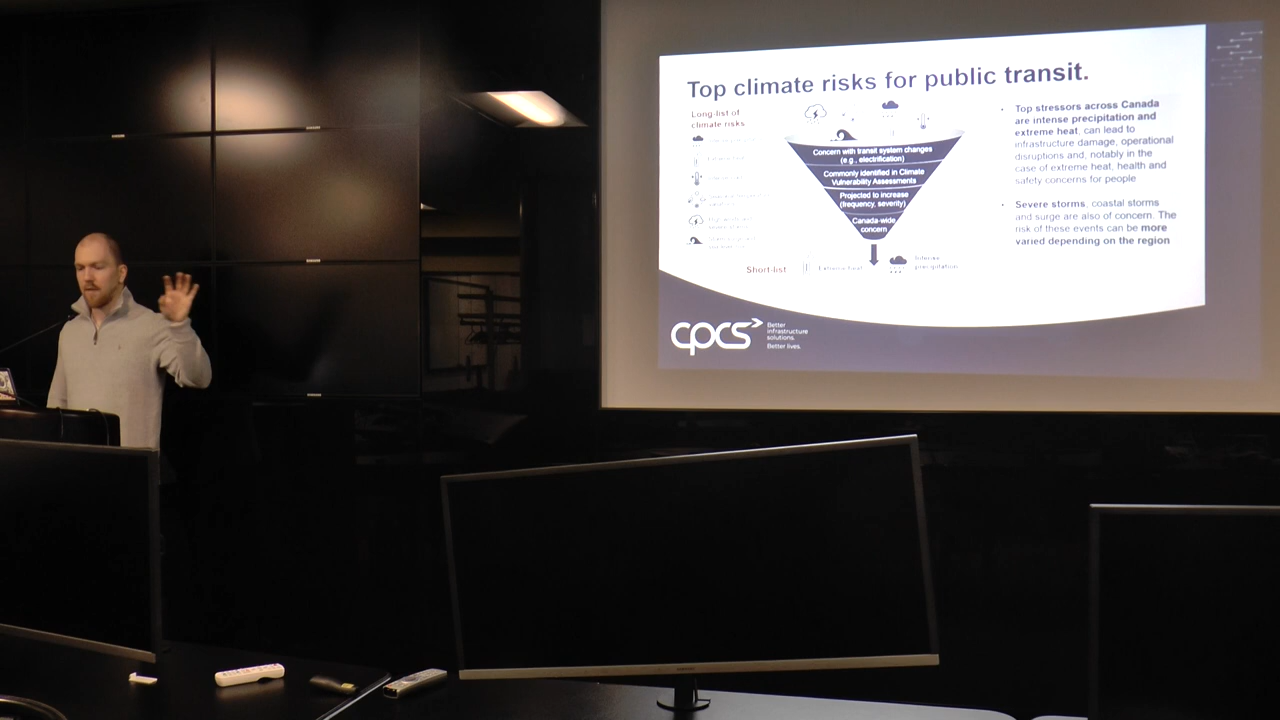 Top climate risks for public transit.
Long-list of
climate risks
Concern with transit system changes
(e.g., electrification)
Commonly identified in Climate
Vulnerability Assessments
Projected to increase
(frequency, severity)
Canada-wide
concern
Short-list
Extreme heat
Intense
precipitation
• Top stressors across Canada
are intense precipitation and
extreme heat, can lead to
infrastructure damage, operational
disruptions and, notably in the
case of extreme heat, health and
safety concerns for people
• Severe storms, coastal storms
and surge are also of concern. The
risk of these events can be more
varied depending on the region
cpcs
Better
infrastructure
solutions.
Better lives.